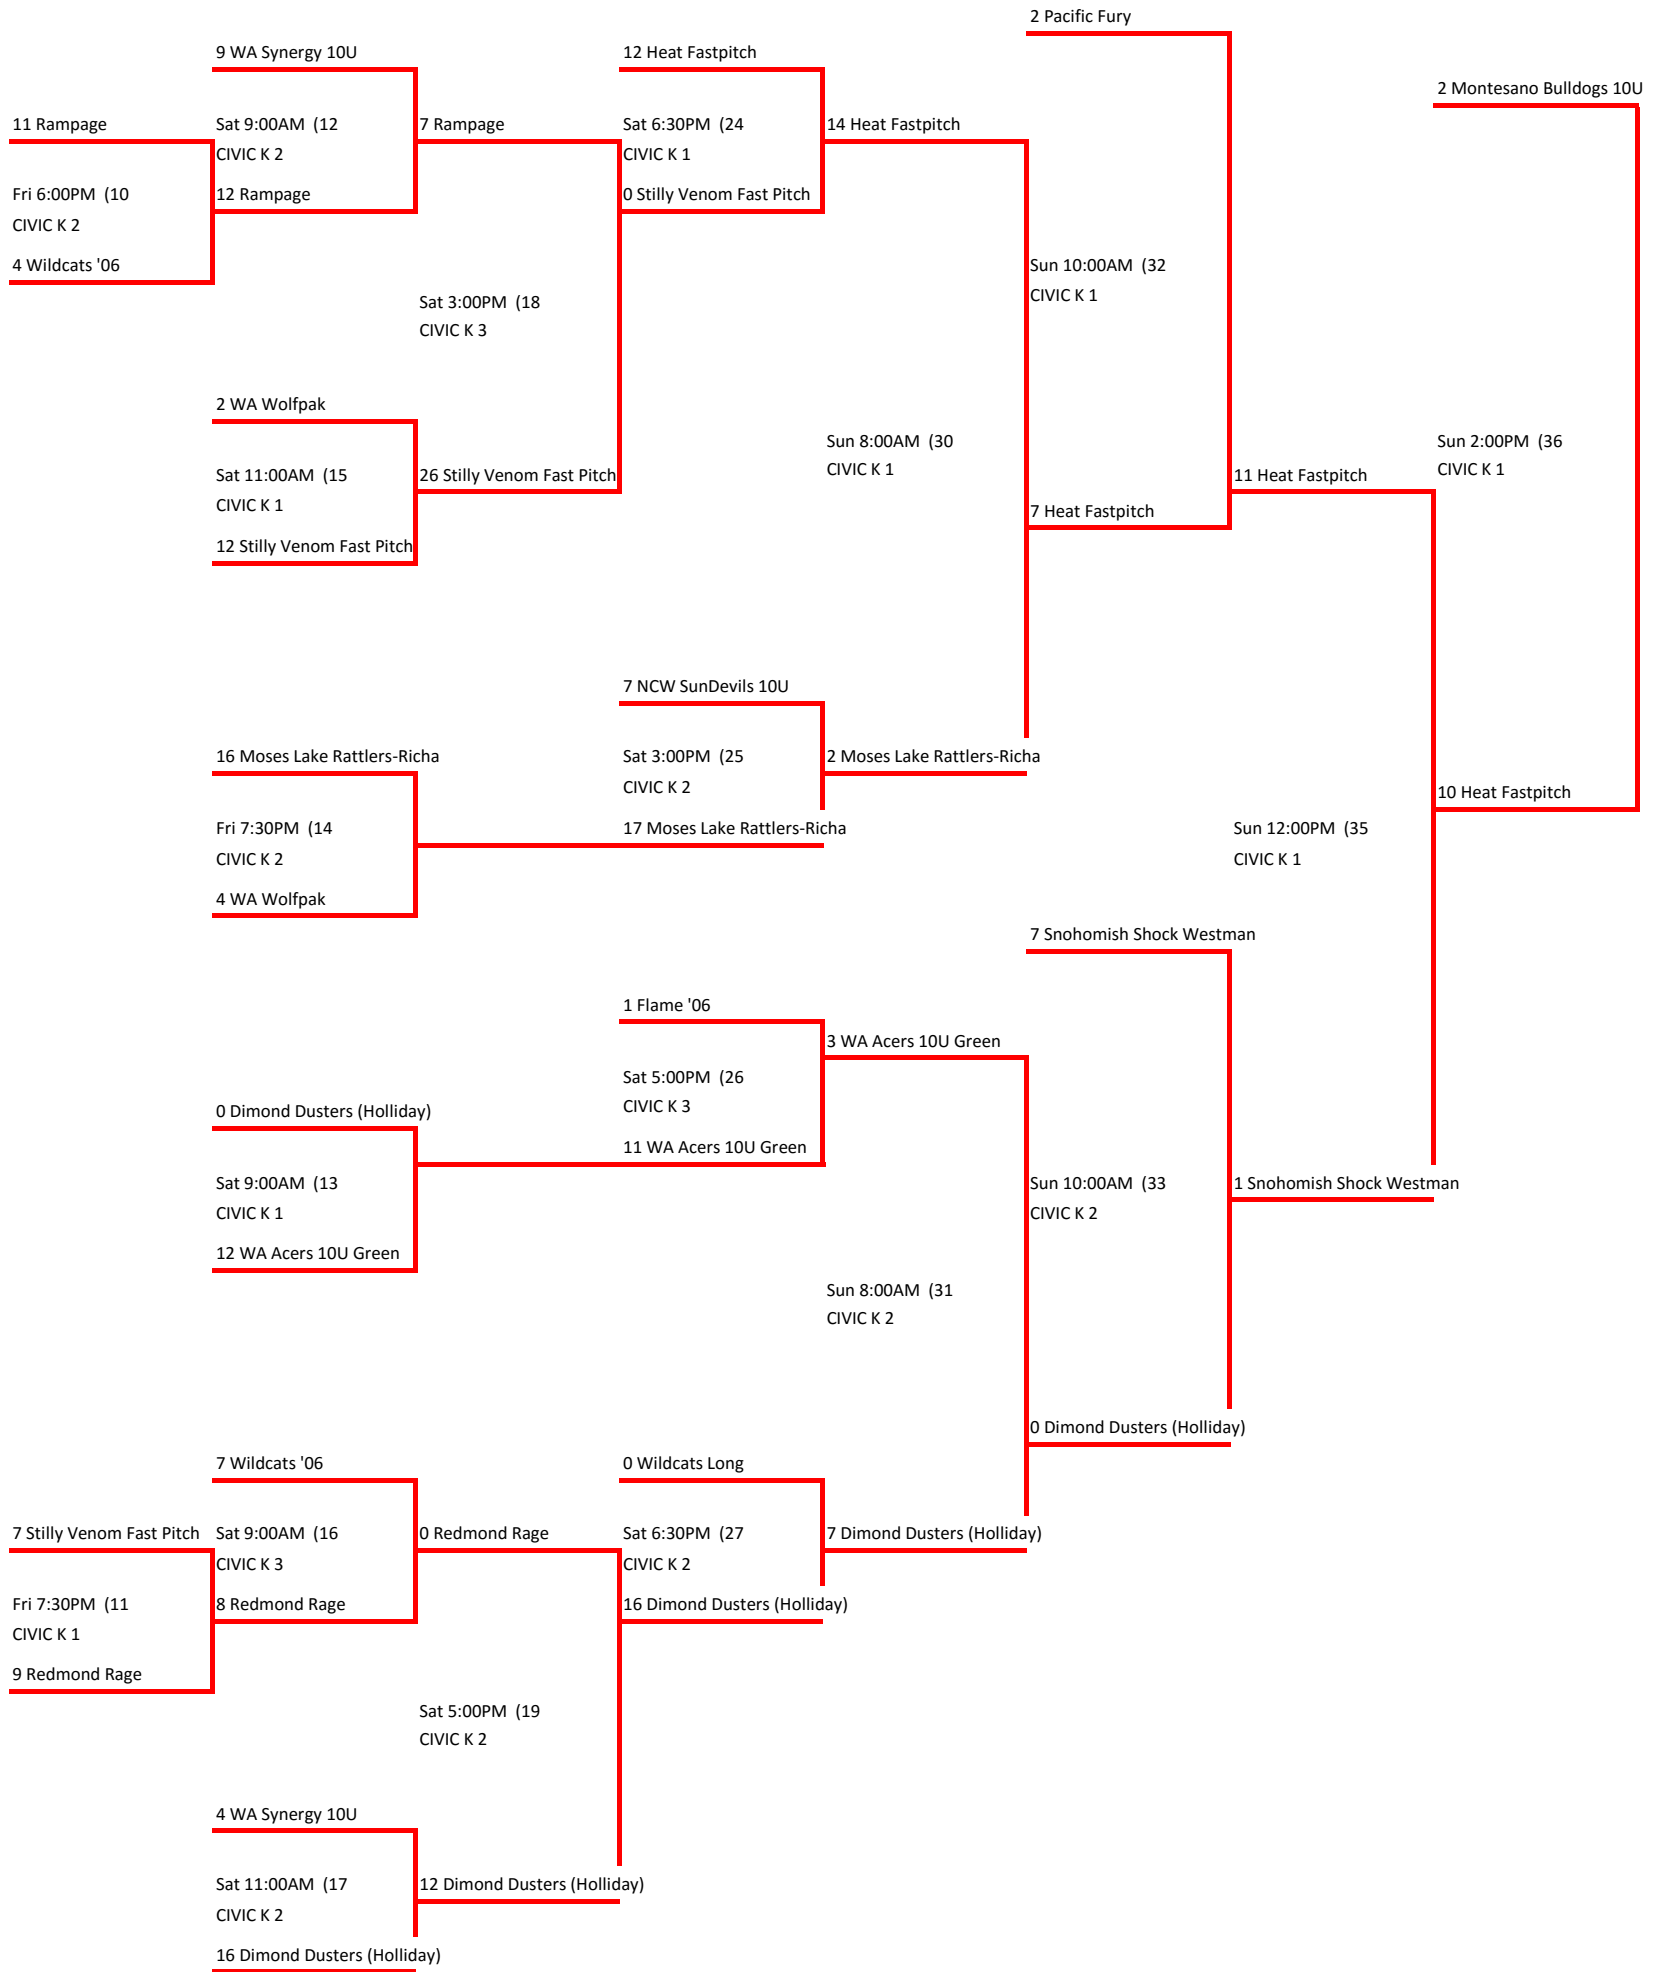 2 Pacific Fury
9 WA Synergy 10U
12 Heat Fastpitch
2 Montesano Bulldogs 10U
11 Rampage
Sat 9:00AM (12
7 Rampage
Sat 6:30PM (24
14 Heat Fastpitch
CIVIC K 2
CIVIC K 1
Fri 6:00PM (10
12 Rampage
0 Stilly Venom Fast Pitch
CIVIC K 2
4 Wildcats '06
Sun 10:00AM (32
CIVIC K 1
Sat 3:00PM (18
CIVIC K 3
2 WA Wolfpak
Sun 8:00AM (30
CIVIC K 1
Sun 2:00PM (36
CIVIC K 1
Sat 11:00AM (15
CIVIC K 1
26 Stilly Venom Fast Pitch
11 Heat Fastpitch
7 Heat Fastpitch
12 Stilly Venom Fast Pitch
7 NCW SunDevils 10U
16 Moses Lake Rattlers-Richa
Sat 3:00PM (25
CIVIC K 2
2 Moses Lake Rattlers-Richa
10 Heat Fastpitch
Fri 7:30PM (14
CIVIC K 2
17 Moses Lake Rattlers-Richa
Sun 12:00PM (35
CIVIC K 1
4 WA Wolfpak
7 Snohomish Shock Westman
1 Flame '06
3 WA Acers 10U Green
Sat 5:00PM (26
CIVIC K 3
0 Dimond Dusters (Holliday)
11 WA Acers 10U Green
Sat 9:00AM (13
CIVIC K 1
Sun 10:00AM (33
CIVIC K 2
1 Snohomish Shock Westman
12 WA Acers 10U Green
Sun 8:00AM (31
CIVIC K 2
0 Dimond Dusters (Holliday)
7 Wildcats '06
0 Wildcats Long
7 Stilly Venom Fast Pitch
Sat 9:00AM (16
CIVIC K 3
0 Redmond Rage
Sat 6:30PM (27
CIVIC K 2
7 Dimond Dusters (Holliday)
Fri 7:30PM (11
CIVIC K 1
8 Redmond Rage
16 Dimond Dusters (Holliday)
9 Redmond Rage
Sat 5:00PM (19
CIVIC K 2
4 WA Synergy 10U
Sat 11:00AM (17
CIVIC K 2
12 Dimond Dusters (Holliday)
16 Dimond Dusters (Holliday)